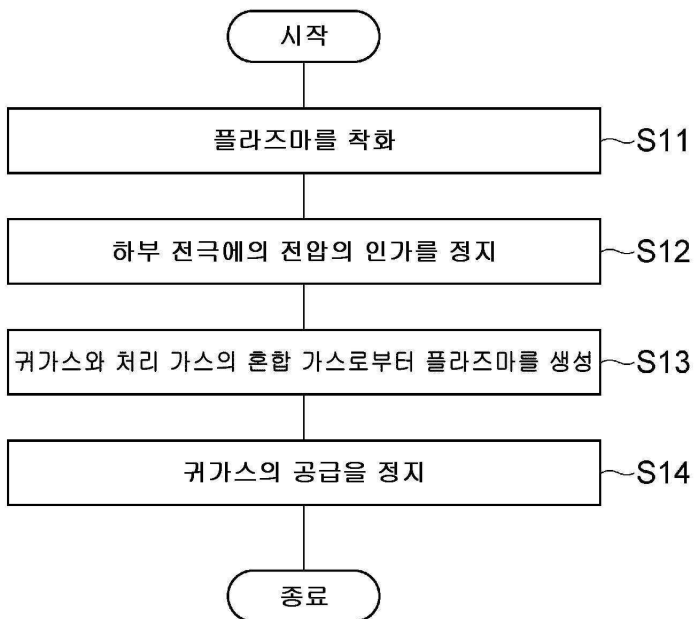 시작
플라즈마를 착화
S11
하부 전극에의 전압의 인가를 정지
S12
귀가스와 처리 가스의 혼합 가스로부터 플라즈마를 생성
S13
귀가스의 공급을 정지
S14
종료